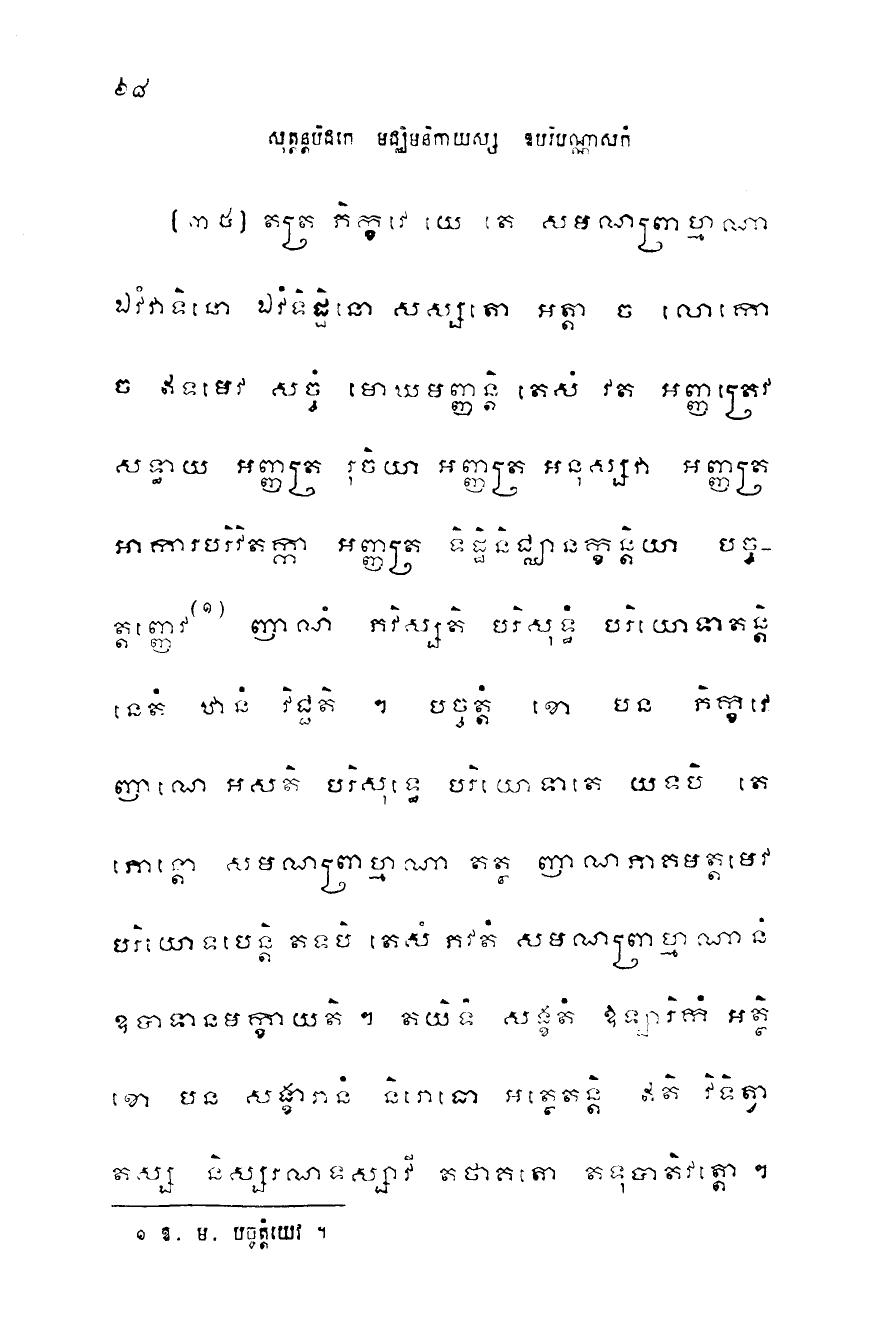 ៦៨
សុត្តន្តបិដកេ មជ្ឈិមនិកាយស្ស ឧបរិបណ្ណាសកំ
(៣៥) តត្រ ភិក្ខវេ យេ តេ សមណព្រាហ្មណា
ឯវំវាទិនោ ឯវំទិដ្ឋិនោ សស្សតោ អត្តា ច លោកោ
ច ឥទមេវ សច្ចំ មោឃមញ្ញន្តិ តេសំ វត អញ្ញត្រេវ
សទ្ធាយ អញ្ញត្រ រុចិយា អញ្ញត្រ អនុស្សវា អញ្ញត្រ
អាការបរិវិតក្កា អញ្ញត្រ ទិដ្ឋិនិជ្ឈានក្ខន្តិយា បច្ច-
ត្តញ្ញេវ(១) ញាណំ ភវិស្សតិ បរិសុទ្ធំ បរិយោទាតន្តិ
នេតំ ឋានំ វិជ្ជតិ ។ បច្ចត្តំ ខោ បន ភិក្ខវេ
ញាណេ អសតិ បរិសុទ្ធេ បរិយោទាតេ យទបិ តេ
ភោន្តោ សមណព្រាហ្មណា តត្ថ ញាណភាគមត្តមេវ
បរិយោទបេន្តិ តទបិ តេសំ ភវតំ សមណព្រាហ្មណានំ
ឧបាទានមក្ខាយតិ ។ តយិទំ សង្ខតំ ឱឡារិកំ អត្ថិ
ខោ បន សង្ខារានំ និរោធោ អត្ថេតន្តិ ឥតិ វិទិត្វា
តស្ស និស្សរណទស្សាវី តថាគតោ តទុបាតិវត្តោ ។
១ ឱ. ម. បច្ចត្តំយេវ ។